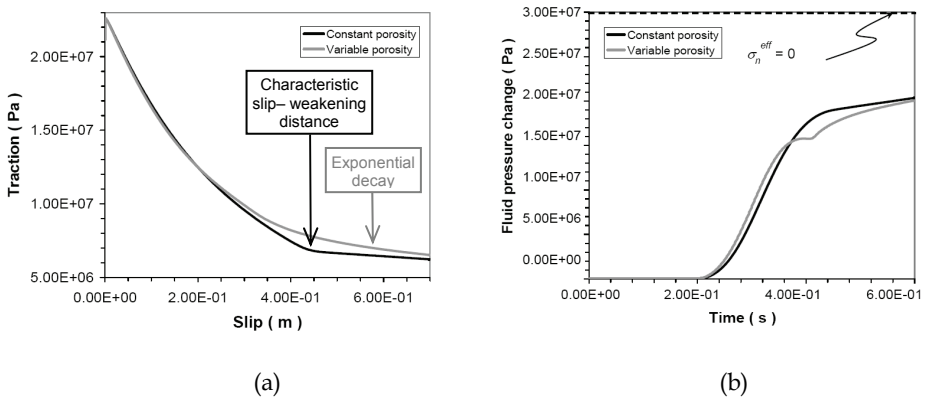 Constant porosity
Variable porosity
2.00E+07
1.50E+07
1.00E+07
5.00E+06
Traction ( Pa )
Characteristic
slip– weakening
distance
Exponential
decay
0.00E+00
2.00E-01
4.00E-01
6.00E-01
Slip ( m )
(a)
3.00E+07
2.50E+07
2.00E+07
1.50E+07
1.00E+07
5.00E+06
0.00E+00
Fluid pressure change ( Pa )
Constant porosity
Variable porosity
σn eff = 0
0.00E+00
2.00E-01
4.00E-01
6.00E-01
Time ( s )
(b)